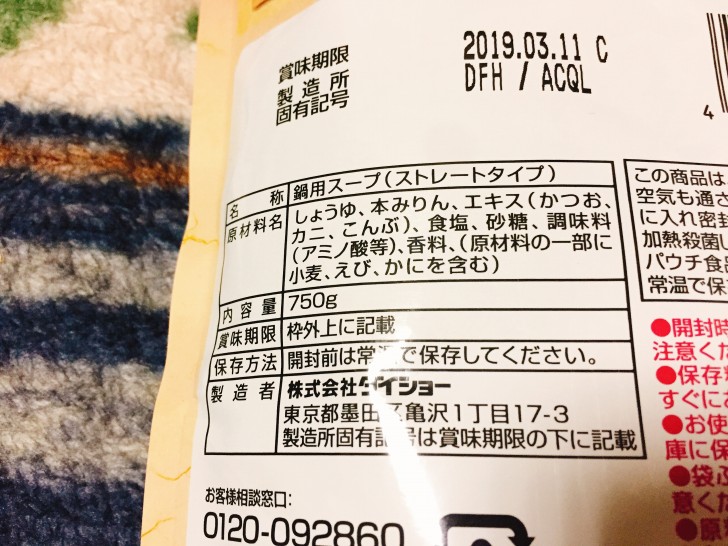 賞味期限
2019.03.11 C
製造所
固有記号
DFH / ACQL
4
名称 鍋用スープ(ストレートタイプ)
原材料名 しょうゆ、本みりん、エキス(かつお、
カニ、こんぶ)、食塩、砂糖、調味料
(アミノ酸等)、香料、(原材料の一部に
小麦、えび、かにを含む)
内容量 750g
賞味期限 枠外上に記載
保存方法 開封前は常温で保存してください。
製造者 株式会社ダイショー
東京都墨田区亀沢1丁目17-3
製造所固有記号は賞味期限の下に記載
お客様相談窓口:
0120-092860
この商品は
空気も通さ
に入れ密封
加熱殺菌し
パウチ食品
常温で保
●開封時
注意くだ
●保存料
すぐにお
●お使
庫に保
●袋ふ
意く
●原